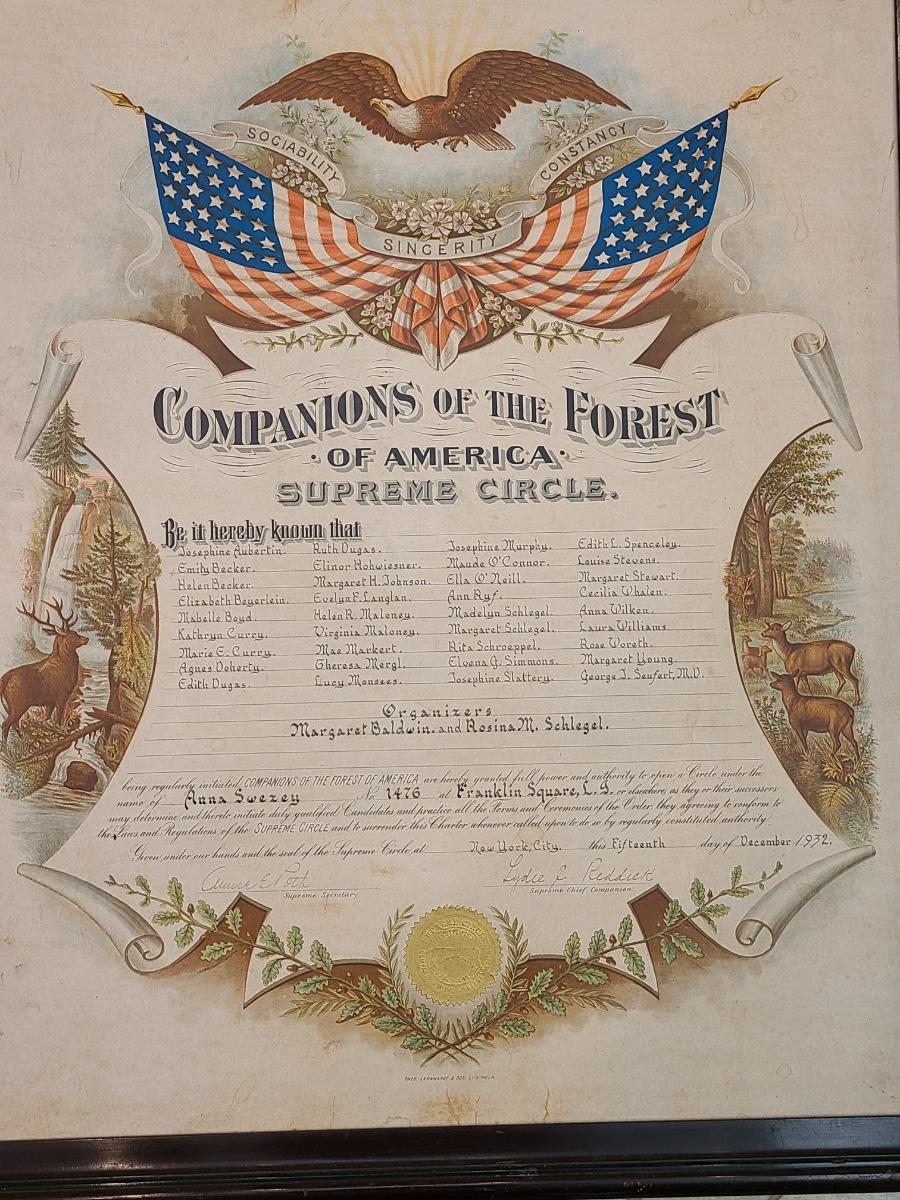 SOCIABILITY
CONSTANCY
SINCERITY
COMPANIONS OF THE FOREST
· OF AMERICA ·
SUPREME CIRCLE.
Be it hereby known that
Josephine Aubertin. Ruth Dugas. Josephine Murphy. Edith L. Spenceley.
Emily Becker. Elinor Hohwiesner. Maude O'Connor. Louise Stevens.
Helen Becker. Margaret H. Johnson. Ella O'Neill. Margaret Stewart.
Elizabeth Beyerlein. Evelyn F. Langlan. Ann Ryf. Cecilia Whalen.
Mabelle Boyd. Helen R. Maloney. Madelyn Schlegel. Anna Wilken.
Kathryn Curry. Virginia Maloney. Margaret Schlegel. Laura Williams.
Marie E. Curry. Mae Markert. Rita Schroeppel. Rose Woreth.
Agnes Doherty. Theresa Mergl. Elvena G. Simmons. Margaret Young.
Edith Dugas. Lucy Monsees. Josephine Slattery. George J. Seufert, M.D.
Organizers
Margaret Baldwin. and Rosina M. Schlegel.
being regularly initiated COMPANIONS OF THE FOREST OF AMERICA are hereby granted full power and authority to open a Circle under the
name of Anna Swezey No. 1476 at Franklin Square, L.I. or elsewhere, as they or their successors
may determine and thereto initiate duly qualified Candidates and practice all the Forms and Ceremonies of the Order, they agreeing to conform to
the Laws and Regulations of the SUPREME CIRCLE and to surrender this Charter whenever called upon to do so by regularly constituted authority.
Given under our hands and the seal of the Supreme Circle at New York, City. this Fifteenth day of December 1932.
Annie E. Poth Lydie C. Reddick
Supreme Secretary Supreme Chief Companion.
THEO. LEONHARDT & SON LITH. PHILA.